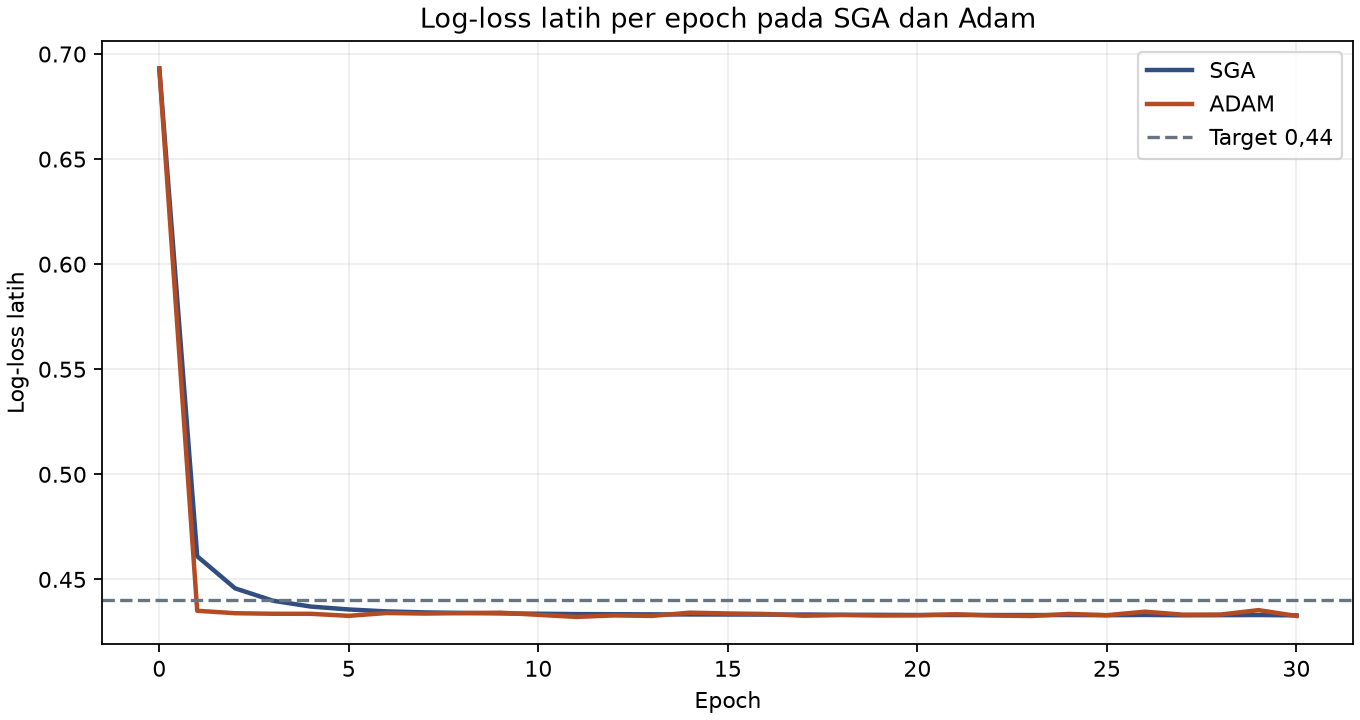 Log-loss latih per epoch pada SGA dan Adam
SGA
ADAM
Target 0,44
Log-loss latih
0.70
0.65
0.60
0.55
0.50
0.45
0
5
10
15
20
25
30
Epoch